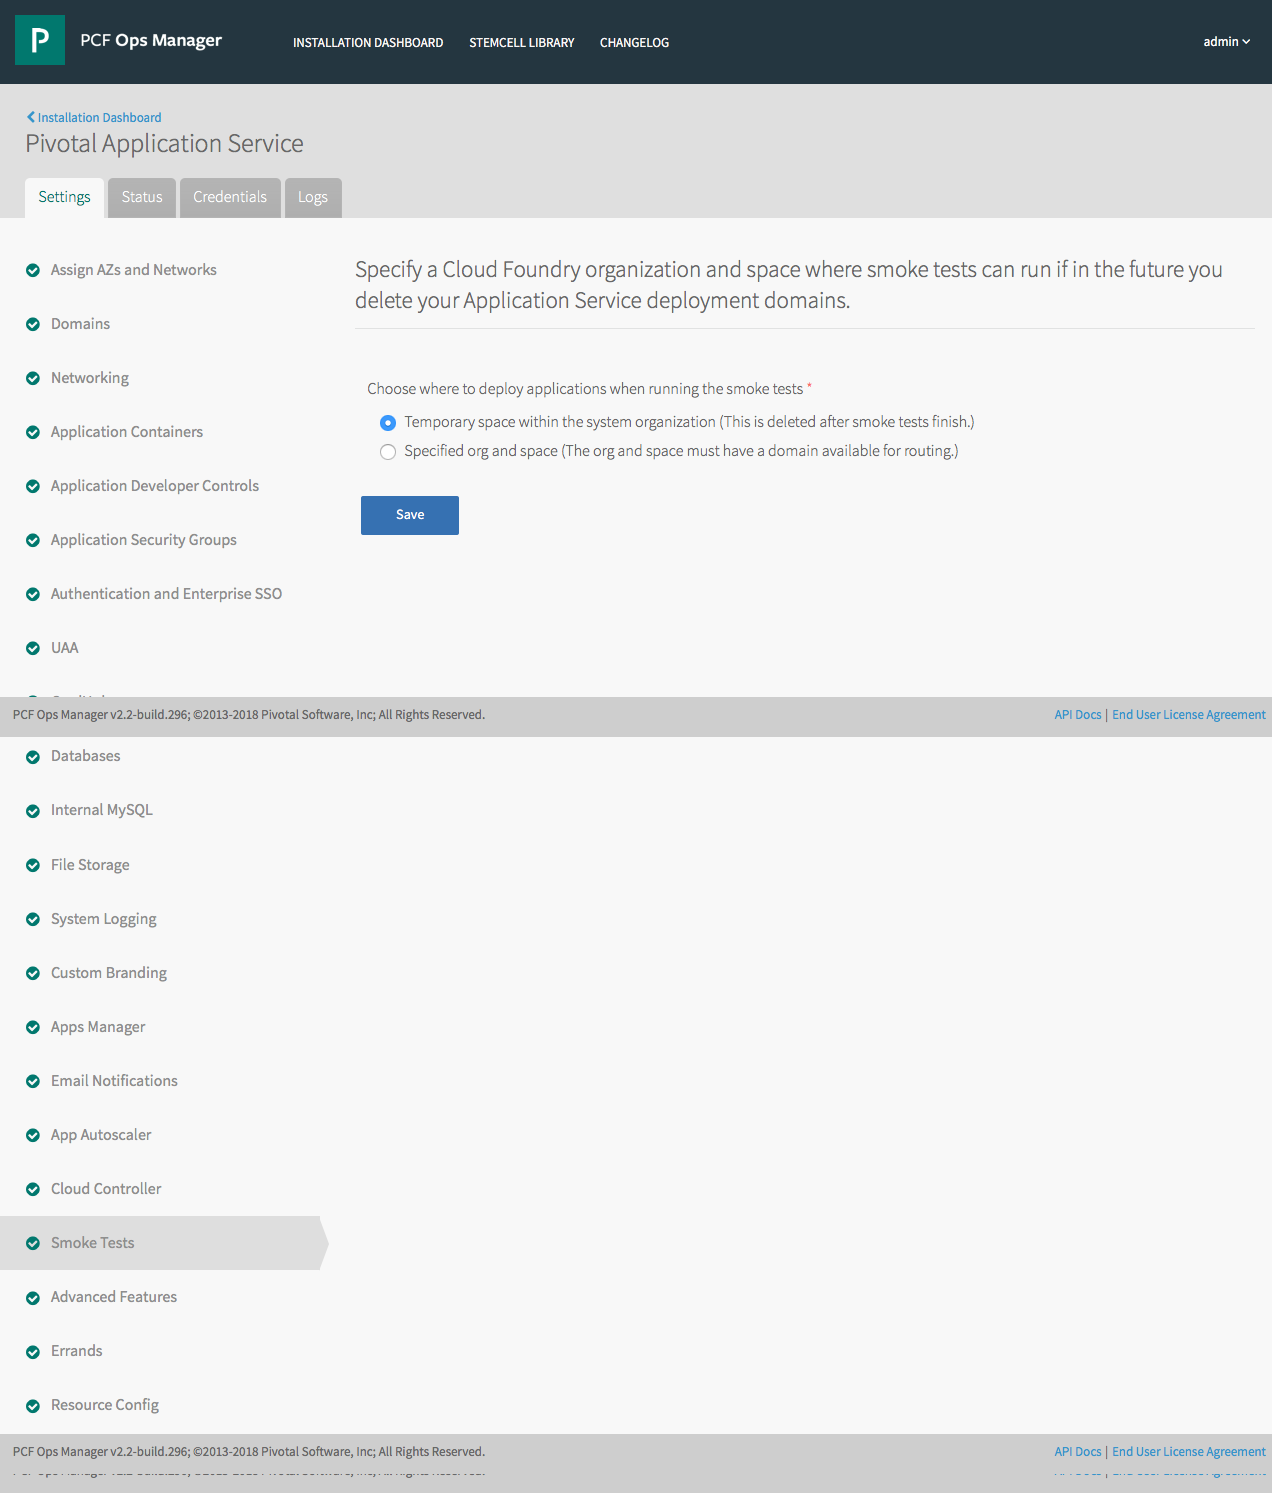 P PCF Ops Manager INSTALLATION DASHBOARD STEMCELL LIBRARY CHANGELOG admin
Installation Dashboard
Pivotal Application Service
Settings Status Credentials Logs
Assign AZs and Networks
Domains
Networking
Application Containers
Application Developer Controls
Application Security Groups
Authentication and Enterprise SSO
UAA
Specify a Cloud Foundry organization and space where smoke tests can run if in the future you
delete your Application Service deployment domains.
Choose where to deploy applications when running the smoke tests *
Temporary space within the system organization (This is deleted after smoke tests finish.)
Specified org and space (The org and space must have a domain available for routing.)
Save
PCF Ops Manager v2.2-build.296; ©2013-2018 Pivotal Software, Inc; All Rights Reserved. API Docs | End User License Agreement
Databases
Internal MySQL
File Storage
System Logging
Custom Branding
Apps Manager
Email Notifications
App Autoscaler
Cloud Controller
Smoke Tests
Advanced Features
Errands
Resource Config
PCF Ops Manager v2.2-build.296; ©2013-2018 Pivotal Software, Inc; All Rights Reserved. API Docs | End User License Agreement